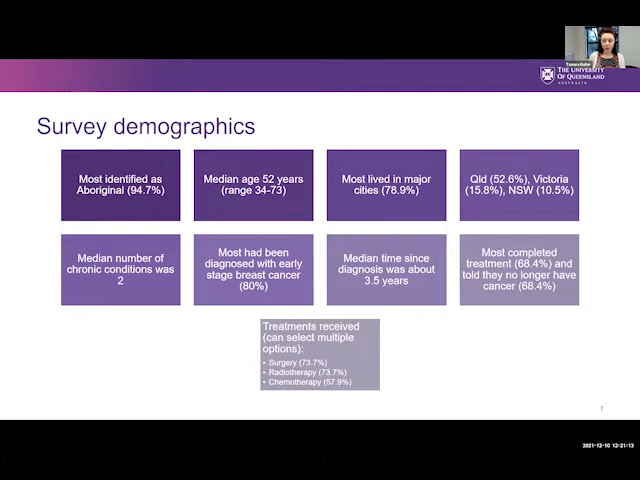 Tamara Butler
THE UNIVERSITY
OF QUEENSLAND
AUSTRALIA
Survey demographics
Most identified as
Aboriginal (94.7%)
Median age 52 years
(range 34-73)
Most lived in major
cities (78.9%)
Qld (52.6%), Victoria
(15.8%), NSW (10.5%)
Median number of
chronic conditions was
2
Most had been
diagnosed with early
stage breast cancer
(80%)
Median time since
diagnosis was about
3.5 years
Most completed
treatment (68.4%) and
told they no longer have
cancer (68.4%)
Treatments received
(can select multiple
options):
• Surgery (73.7%)
• Radiotherapy (73.7%)
• Chemotherapy (57.9%)
7
2021-12-10 12:31:13